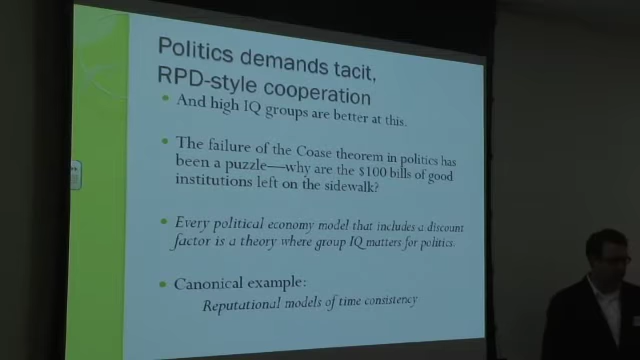 Politics demands tacit,
RPD-style cooperation
And high IQ groups are better at this.
The failure of the Coase theorem in politics has
been a puzzle—why are the $100 bills of good
institutions left on the sidewalk?
Every political economy model that includes a discount
factor is a theory where group IQ matters for politics.
Canonical example:
Reputational models of time consistency